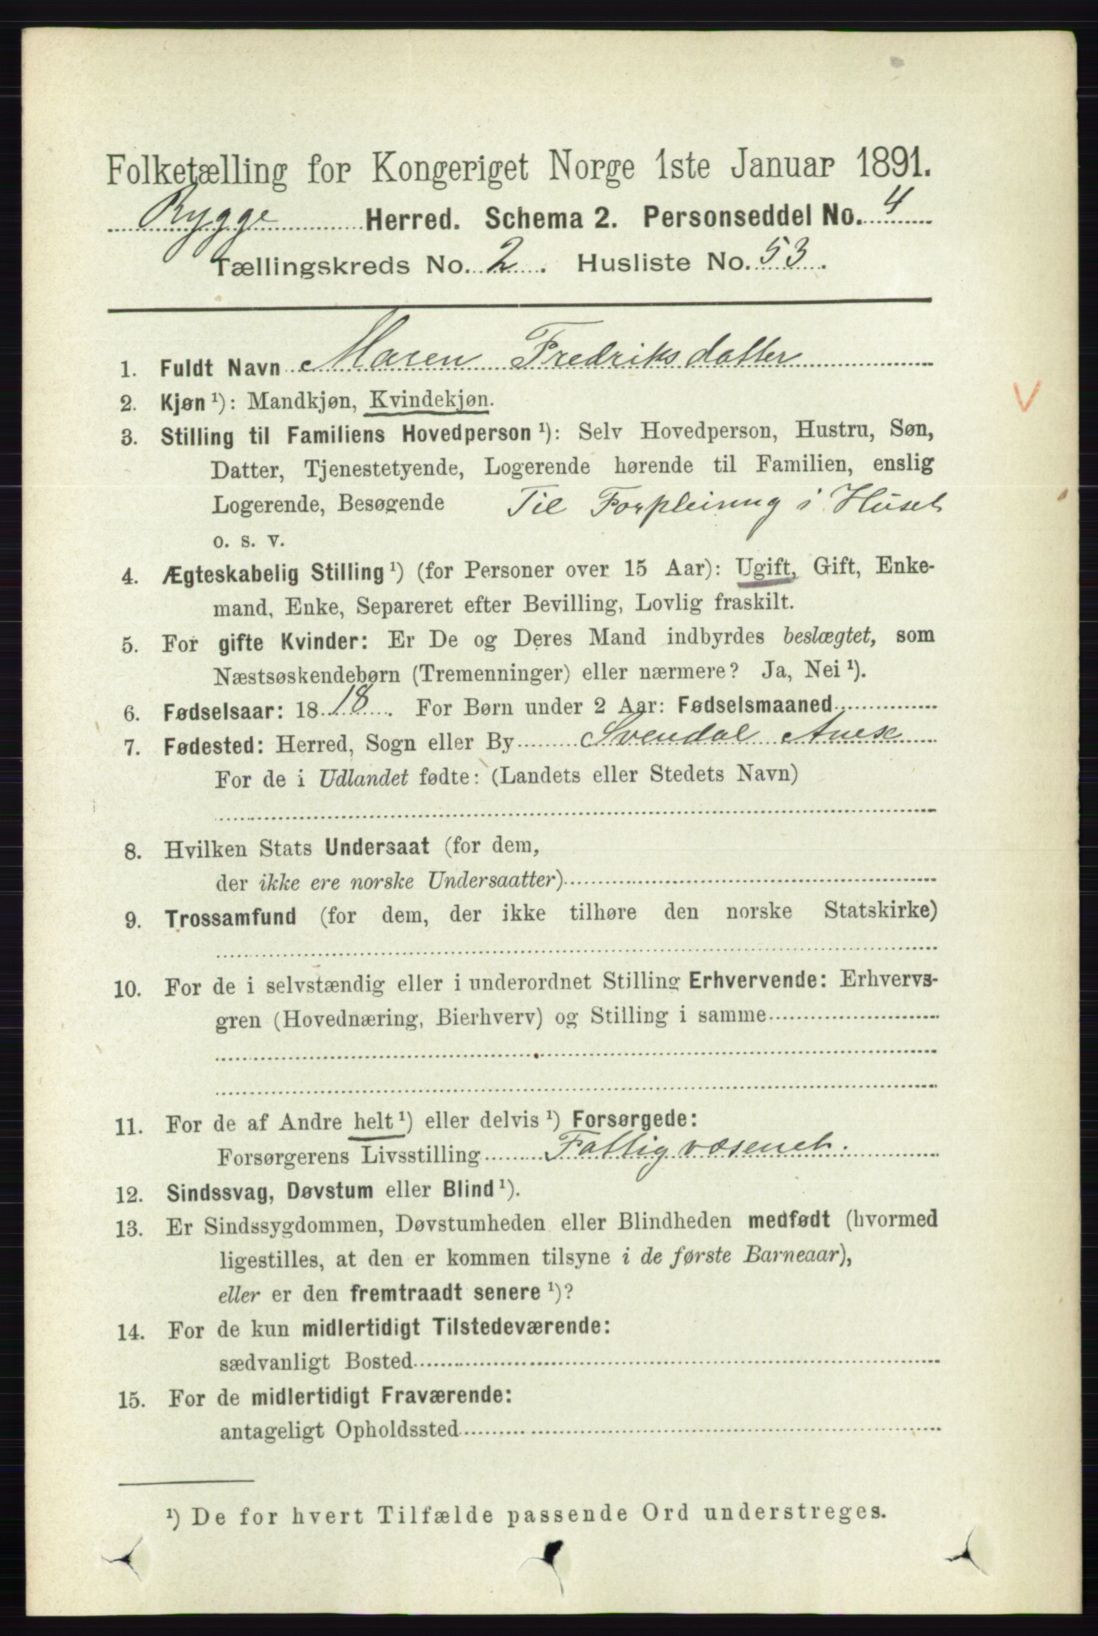 Folketælling for Kongeriget Norge 1ste Januar 1891.
Rygge Herred. Schema 2. Personseddel No. 4
Tællingskreds No. 2. Husliste No. 53.
1. Fuldt Navn Maren Fredriksdatter
2. Kjøn ¹): Mandkjøn, Kvindekjøn.
3. Stilling til Familiens Hovedperson ¹): Selv Hovedperson, Hustru, Søn,
Datter, Tjenestetyende, Logerende hørende til Familien, enslig
Logerende, Besøgende Til Forpleining i Huset
o. s. v.
4. Ægteskabelig Stilling ¹) (for Personer over 15 Aar): Ugift, Gift, Enke-
mand, Enke, Separeret efter Bevilling, Lovlig fraskilt.
5. For gifte Kvinder: Er De og Deres Mand indbyrdes beslægtet, som
Næstsøskendebørn (Tremenninger) eller nærmere? Ja, Nei ¹).
6. Fødselsaar: 1818. For Børn under 2 Aar: Fødselsmaaned
7. Fødested: Herred, Sogn eller By Svendal
For de i Udlandet fødte: (Landets eller Stedets Navn)
8. Hvilken Stats Undersaat (for dem,
der ikke ere norske Undersaatter)
9. Trossamfund (for dem, der ikke tilhøre den norske Statskirke)
10. For de i selvstændig eller i underordnet Stilling Erhvervende: Erhvervs-
gren (Hovednæring, Bierhverv) og Stilling i samme
11. For de af Andre helt ¹) eller delvis ¹) Forsørgede:
Forsørgerens Livsstilling Fattigvæsenet.
12. Sindssvag, Døvstum eller Blind ¹).
13. Er Sindssygdommen, Døvstumheden eller Blindheden medfødt (hvormed
ligestilles, at den er kommen tilsyne i de første Barneaar),
eller er den fremtraadt senere ¹)?
14. For de kun midlertidigt Tilstedeværende:
sædvanligt Bosted
15. For de midlertidigt Fraværende:
antageligt Opholdssted
¹) De for hvert Tilfælde passende Ord understreges.